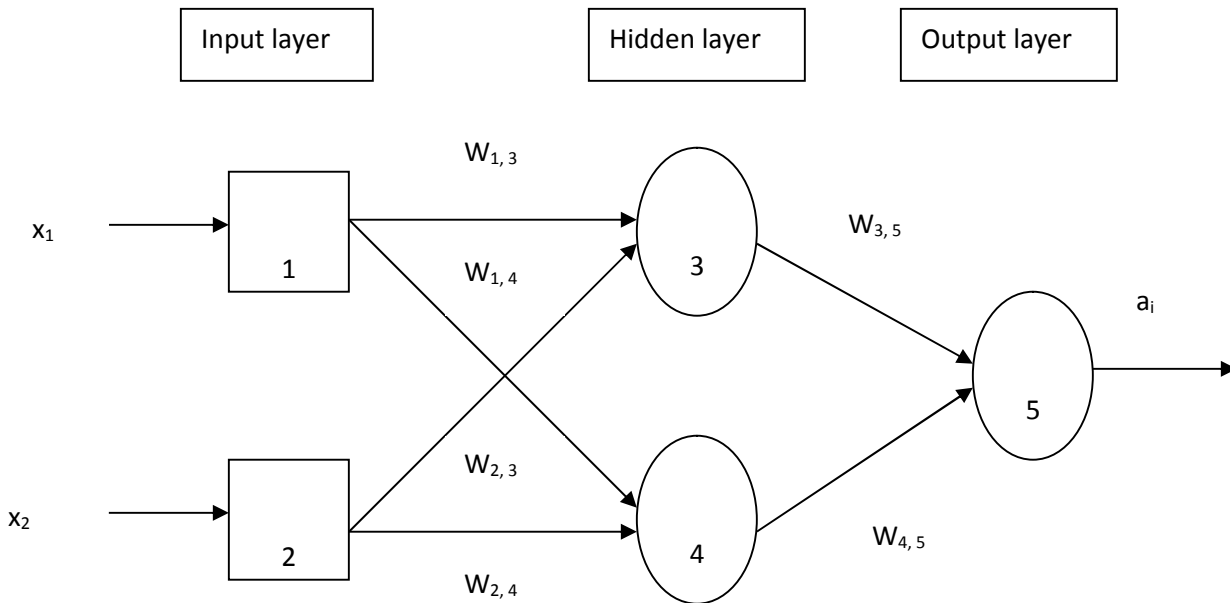 Input layer
Hidden layer
Output layer
W1, 3
x1
1
W1, 4
3
W3, 5
ai
5
x2
2
W2, 3
4
W4, 5
W2, 4